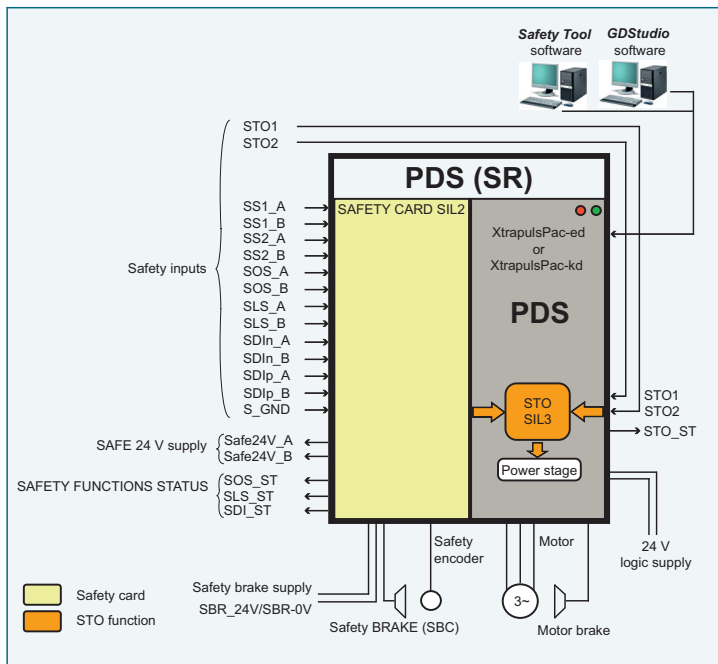 Safety Tool
software
GDStudio
software
STO1
STO2
PDS (SR)
SAFETY CARD SIL2
SS1_A
SS1_B
SS2_A
SS2_B
SOS_A
SOS_B
SLS_A
SLS_B
SDIn_A
SDIn_B
SDIp_A
SDIp_B
S_GND
Safety inputs
XtrapulsPac-ed
or
XtrapulsPac-kd
PDS
STO
SIL3
Power stage
STO1
STO2
STO_ST
SAFE 24 V supply
Safe24V_A
Safe24V_B
SAFETY FUNCTIONS STATUS
SOS_ST
SLS_ST
SDI_ST
Safety
encoder
Motor
24 V
logic supply
Safety brake supply
SBR_24V/SBR-0V
Safety BRAKE (SBC)
3~
Motor brake
Safety card
STO function